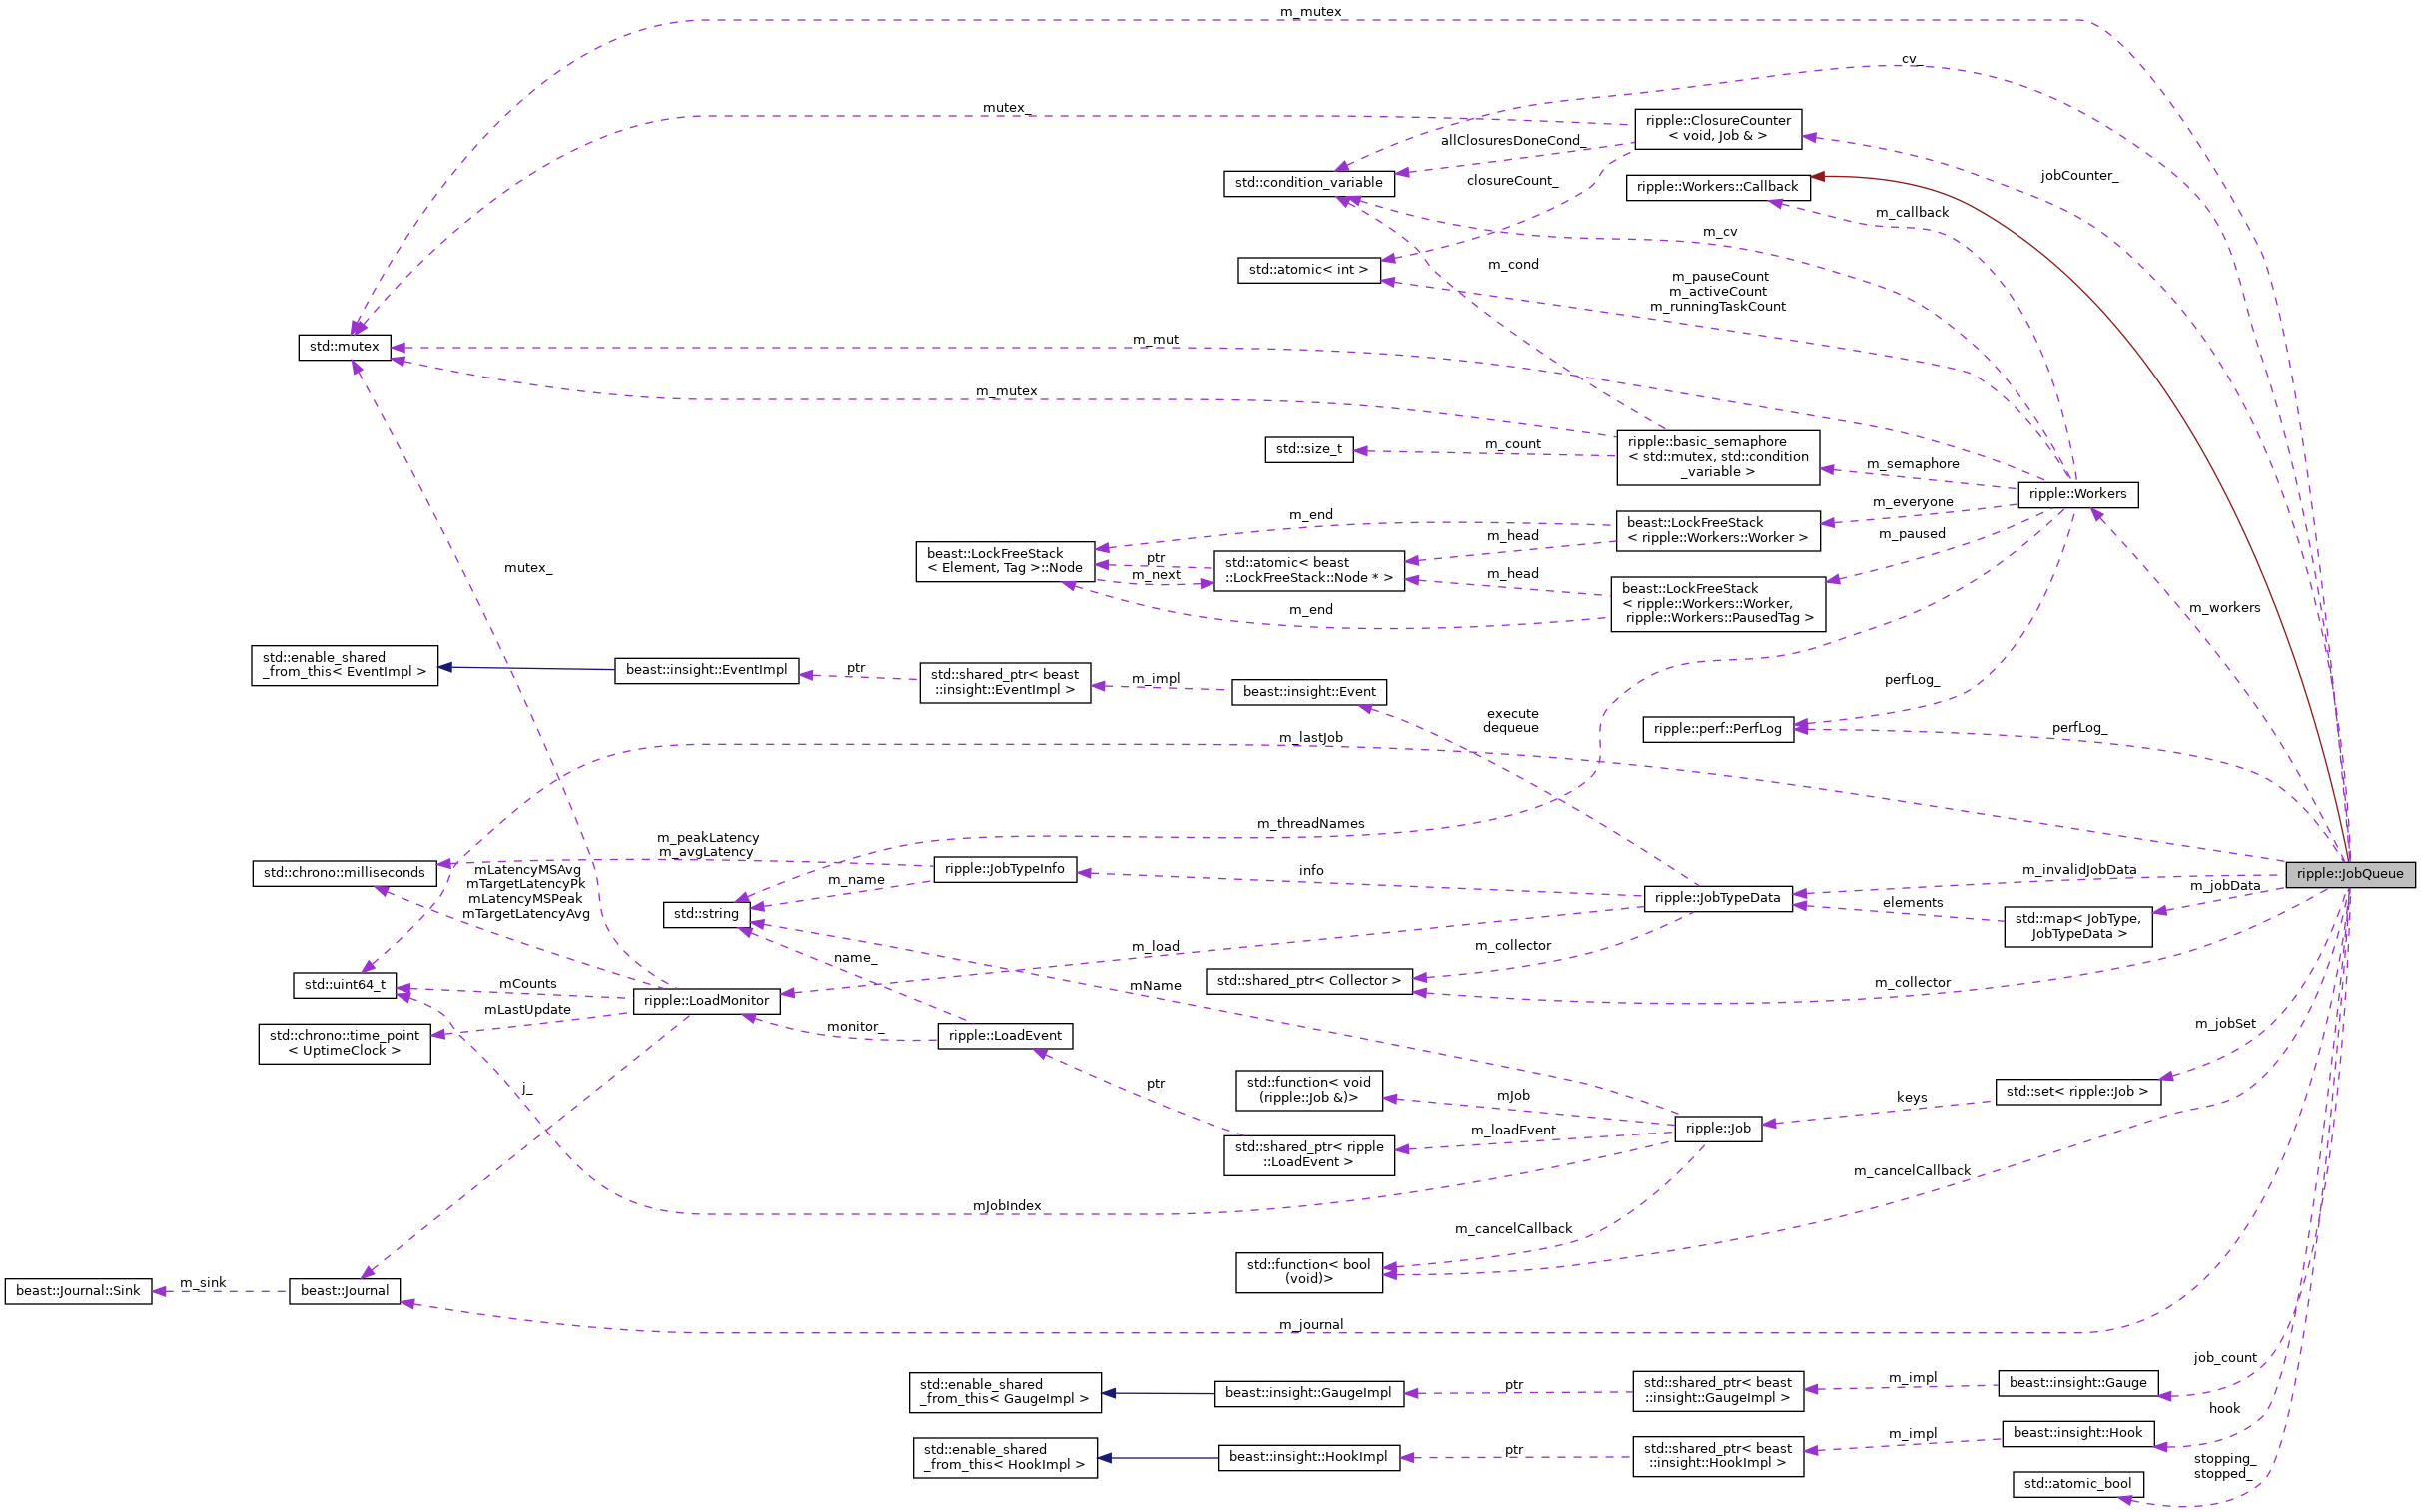 m_mutex
cv_
mutex_
ripple::ClosureCounter
< void, Job & >
allClosuresDoneCond_
jobCounter_
std::condition_variable
closureCount_
ripple::Workers::Callback
m_callback
m_cv
m_cond
std::atomic< int >
m_pauseCount
m_activeCount
m_runningTaskCount
std::mutex
m_mut
m_mutex
ripple::basic_semaphore
< std::mutex, std::condition
_variable >
m_count
std::size_t
m_semaphore
ripple::Workers
m_everyone
m_end
beast::LockFreeStack
< ripple::Workers::Worker >
m_head
m_paused
beast::LockFreeStack
< Element, Tag >::Node
ptr
m_next
std::atomic< beast
::LockFreeStack::Node * >
m_head
mutex_
beast::LockFreeStack
< ripple::Workers::Worker,
ripple::Workers::PausedTag >
m_end
m_workers
std::enable_shared
_from_this< EventImpl >
beast::insight::EventImpl
ptr
std::shared_ptr< beast
::insight::EventImpl >
m_impl
beast::insight::Event
perfLog_
execute
dequeue
ripple::perf::PerfLog
perfLog_
m_lastJob
m_threadNames
m_peakLatency
m_avgLatency
std::chrono::milliseconds
ripple::JobTypeInfo
info
m_invalidJobData
ripple::JobQueue
mLatencyMSAvg
mTargetLatencyPk
mLatencyMSPeak
mTargetLatencyAvg
m_name
std::string
ripple::JobTypeData
m_jobData
elements
std::map< JobType,
JobTypeData >
m_load
m_collector
name_
std::shared_ptr< Collector >
m_collector
mName
std::uint64_t
mCounts
ripple::LoadMonitor
mLastUpdate
std::chrono::time_point
< UptimeClock >
monitor_
ripple::LoadEvent
m_jobSet
j_
ptr
std::function< void
(ripple::Job &)>
mJob
keys
std::set< ripple::Job >
ripple::Job
m_loadEvent
std::shared_ptr< ripple
::LoadEvent >
m_cancelCallback
mJobIndex
m_cancelCallback
std::function< bool
(void)>
beast::Journal::Sink
m_sink
beast::Journal
m_journal
job_count
std::enable_shared
_from_this< GaugeImpl >
beast::insight::GaugeImpl
ptr
std::shared_ptr< beast
::insight::GaugeImpl >
m_impl
beast::insight::Gauge
hook
std::enable_shared
_from_this< HookImpl >
beast::insight::HookImpl
ptr
std::shared_ptr< beast
::insight::HookImpl >
m_impl
beast::insight::Hook
stopping_
stopped_
std::atomic_bool